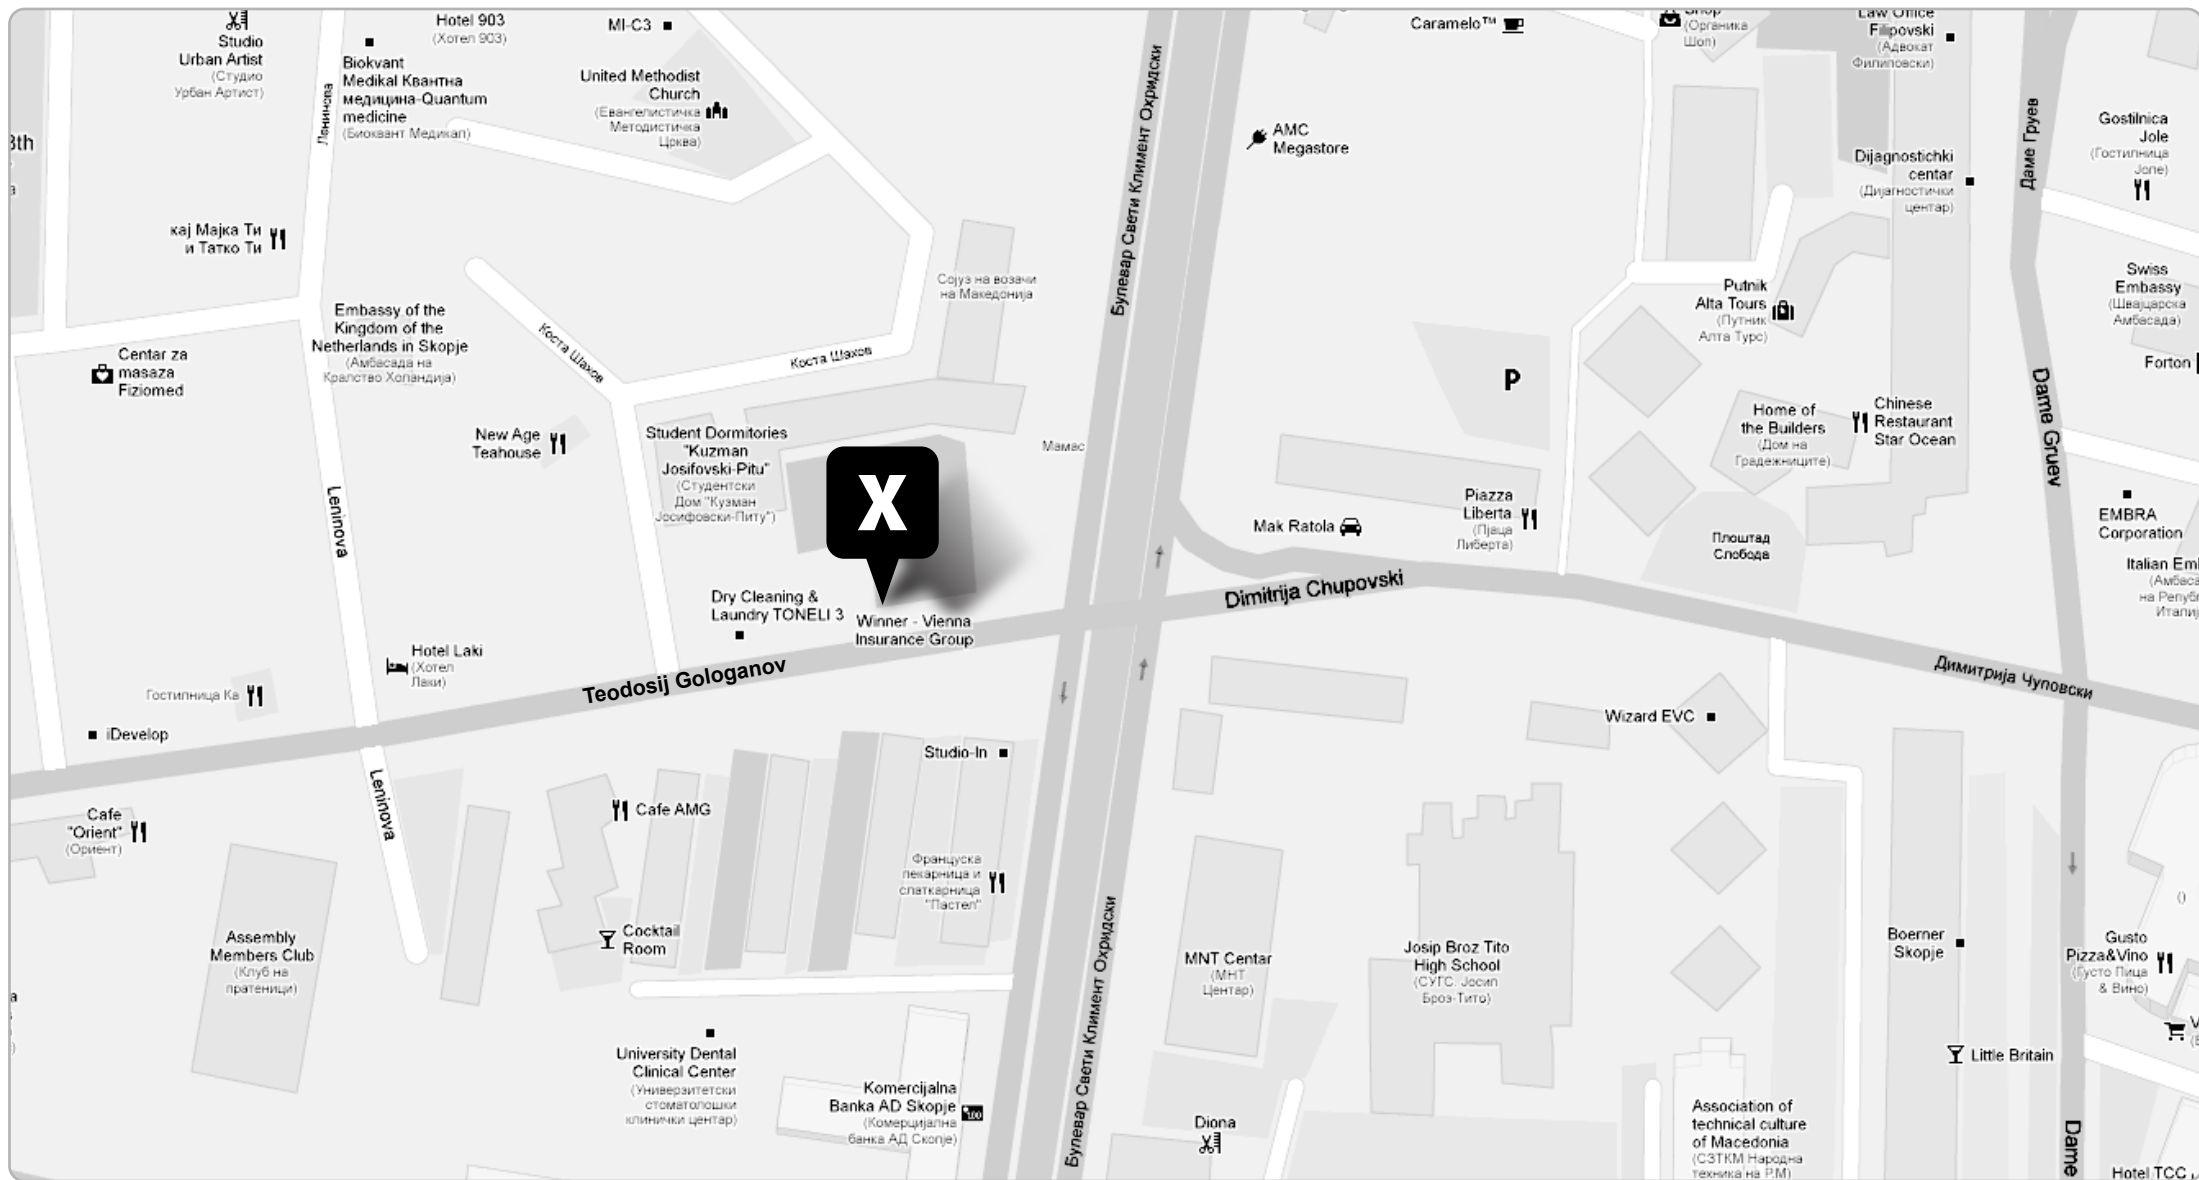 Studio
Urban Artist
(Студио
Урбан Артист)
Hotel 903
(Хотел 903)
MI-C3
Biokvant
Medikal Квантна
медицина-Quantum
medicine
(Биоквант Медикал)
Ленинова
United Methodist
Church
(Евангелистичка
Методистичка
Црква)
Булевар Свети Климент Охридски
Caramelo™
(Органика
Шоп)
Law Office
Filipovski
(Адвокат
Филиповски)
AMC
Megastore
Dijagnostichki
centar
(Дијагностички
центар)
Даме Груев
Gostilnica
Jole
(Гостилница
Јоле)
кај Мајка Ти
и Татко Ти
Сојуз на возачи
на Македонија
Embassy of the
Kingdom of the
Netherlands in Skopje
(Амбасада на
Кралство Холандија)
Centar za
masaza
Fiziomed
Коста Шахов
Коста Шахов
Putnik
Alta Tours
(Путник
Алта Турс)
Swiss
Embassy
(Швајцарска
Амбасада)
Forton
P
Home of
the Builders
(Дом на
Градежниците)
Chinese
Restaurant
Star Ocean
Dame Gruev
New Age
Teahouse
Student Dormitories
"Kuzman
Josifovski-Pitu"
(Студентски
Дом "Кузман
Јосифовски-Питу")
Мамас
X
Leninova
Piazza
Liberta
(Пјаца
Либерта)
Mak Ratola
Плоштад
Слобода
EMBRA
Corporation
Italian Em
на
Dry Cleaning &
Laundry TONELI 3
Winner - Vienna
Insurance Group
Dimitrija Chupovski
Hotel Laki
(Хотел
Лаки)
Teodosij Gologanov
Димитрија Чуповски
Гостилница Ка
iDevelop
Wizard EVC
Studio-In
Leninova
Cafe
"Orient"
(Ориент)
Cafe AMG
Француска
пекарница и
слаткарница
"Пастел"
Assembly
Members Club
(Клуб на
пратеници)
Cocktail
Room
Булевар Свети Климент Охридски
MNT Centar
(МНТ
Центар)
Josip Broz Tito
High School
(СУГС. Јосип
Броз-Тито)
Boerner
Skopje
Gusto
Pizza&Vino
(Густо Пица
& Вино)
University Dental
Clinical Center
(Универзитетски
стоматолошки
клинички центар)
Komercijalna
Banka AD Skopje
(Комерцијална
банка АД Скопје)
Little Britain
Diona
Association of
technical culture
of Macedonia
(СЗТКМ Народна
техника на Р.М)
Dame
Hotel TCC